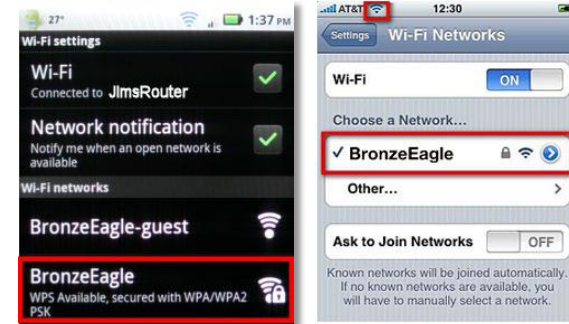 27°
1:37 PM
Wi-Fi settings
Wi-Fi
Connected to JimsRouter
Network notification
Notify me when an open network is
available
Wi-Fi networks
BronzeEagle-guest
BronzeEagle
WPS Available, secured with WPA/WPA2
PSK
AT&T
12:30
Settings
Wi-Fi Networks
Wi-Fi
ON
Choose a Network...
BronzeEagle
Other...
Ask to Join Networks
OFF
Known networks will be joined automatically.
If no known networks are available, you
will have to manually select a network.